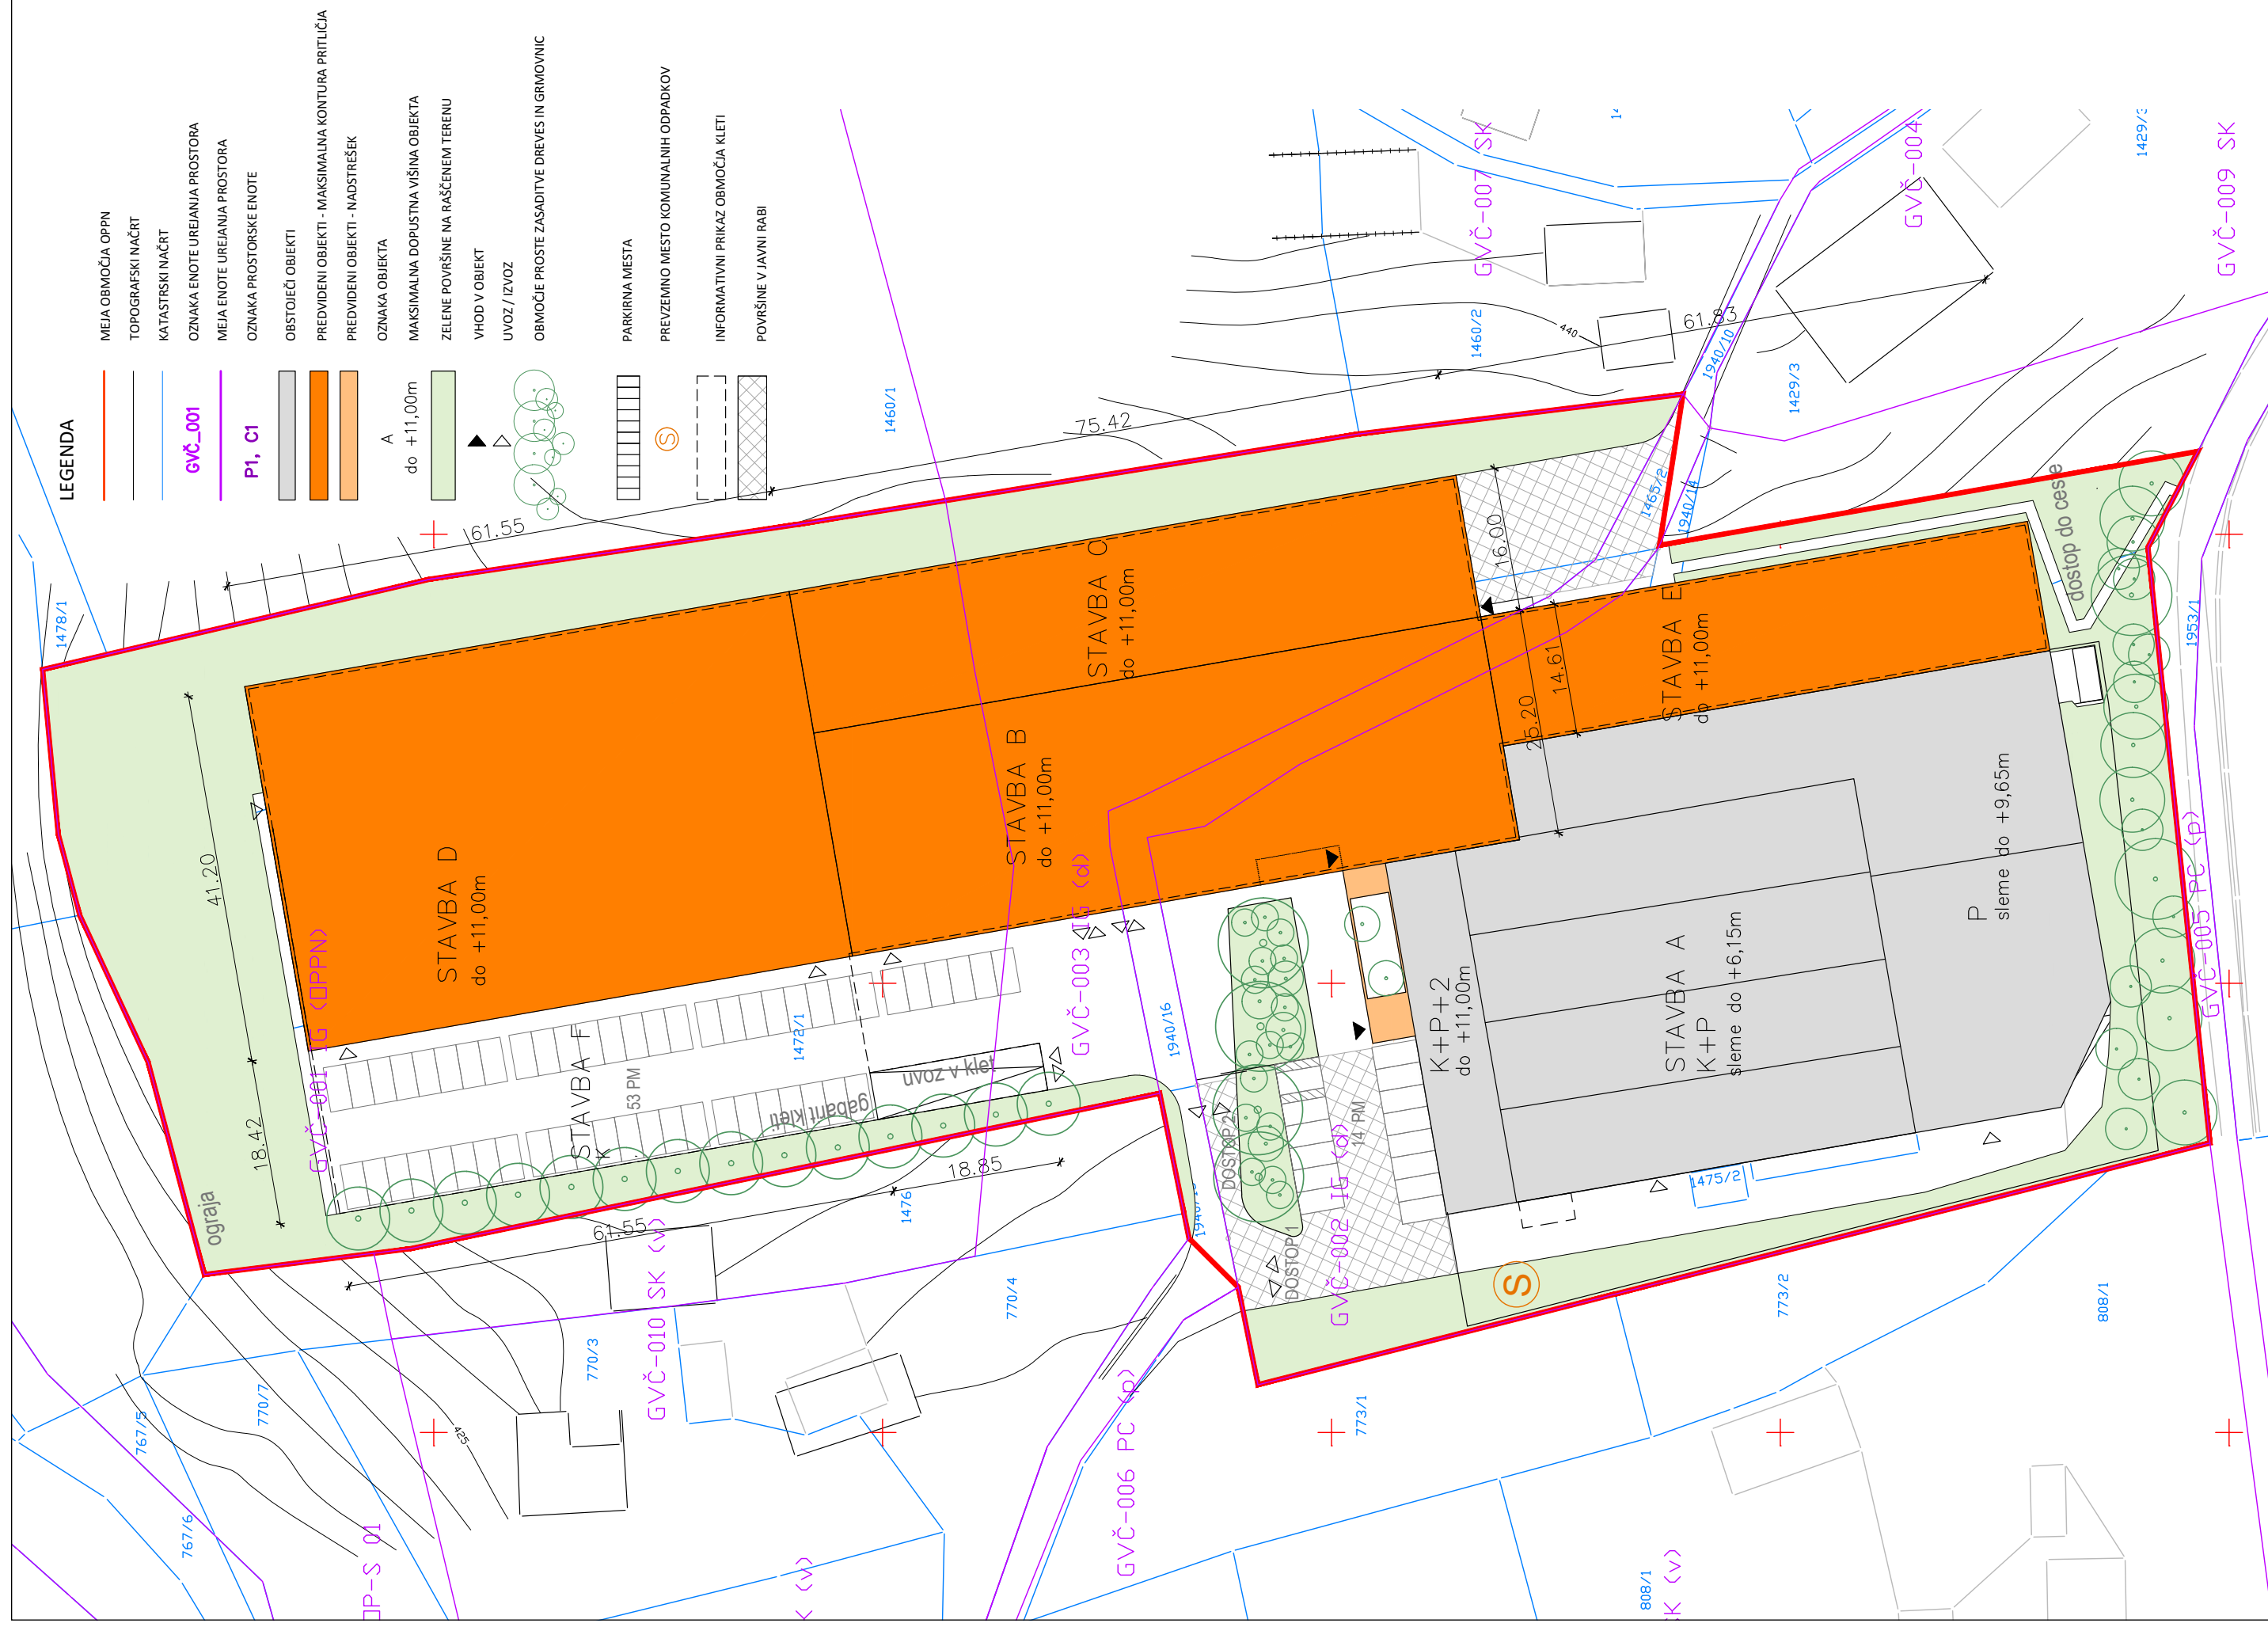 LEGENDA
MEJA OBMOČJA OPPN
TOPOGRAFSKI NAČRT
KATASTRSKI NAČRT
GVČ_001
OZNAKA ENOTE UREJANJA PROSTORA
MEJA ENOTE UREJANJA PROSTORA
P1, C1
OZNAKA PROSTORSKE ENOTE
OBSTOJEČI OBJEKTI
PREDVIDENI OBJEKTI - MAKSIMALNA KONTURA PRITLIČJA
PREDVIDENI OBJEKTI - NADSTREŠEK
A
OZNAKA OBJEKTA
do +11,00m
MAKSIMALNA DOPUSTNA VIŠINA OBJEKTA
ZELENE POVRŠINE NA RAŠČENEM TERENU
VHOD V OBJEKT
UVOZ / IZVOZ
OBMOČJE PROSTE ZASADITVE DREVES IN GRMOVNIC
PARKIRNA MESTA
S
PREVZEMNO MESTO KOMUNALNIH ODPADKOV
INFORMATIVNI PRIKAZ OBMOČJA KLETI
POVRŠINE V JAVNI RABI
1478/1
61.55
75.42
61.83
1460/1
1460/2
440
GVČ-007 SK
GVČ-004
GVČ-009 SK
1429/3
1429/3
1940/10
1465/2
1940/14
1953/1
dostop do cese
41.20
18.42
16.00
14.61
25.20
STAVBA D
do +11,00m
STAVBA B
do +11,00m
STAVBA C
do +11,00m
STAVBA E
do +11,00m
GVČ-001 IG (OPPN)
STAVBA F
K
53 PM
1472/1
gabarit kleti
uvoz v klet
GVČ-003 IG (d)
1940/16
K+P+2
do +11,00m
STAVBA A
K+P
sleme do +6,15m
P
sleme do +9,65m
GVČ-005 PC (p)
DOSTOP 2
DOSTOP 1
14 PM
GVČ-002 IG (d)
1475/2
S
ograja
61.55
18.85
1476
GVČ-010 SK (v)
770/3
770/4
770/7
767/5
767/6
425
OP-S 01
K (v)
GVČ-006 PC (p)
773/1
773/2
808/1
808/1
SK (v)